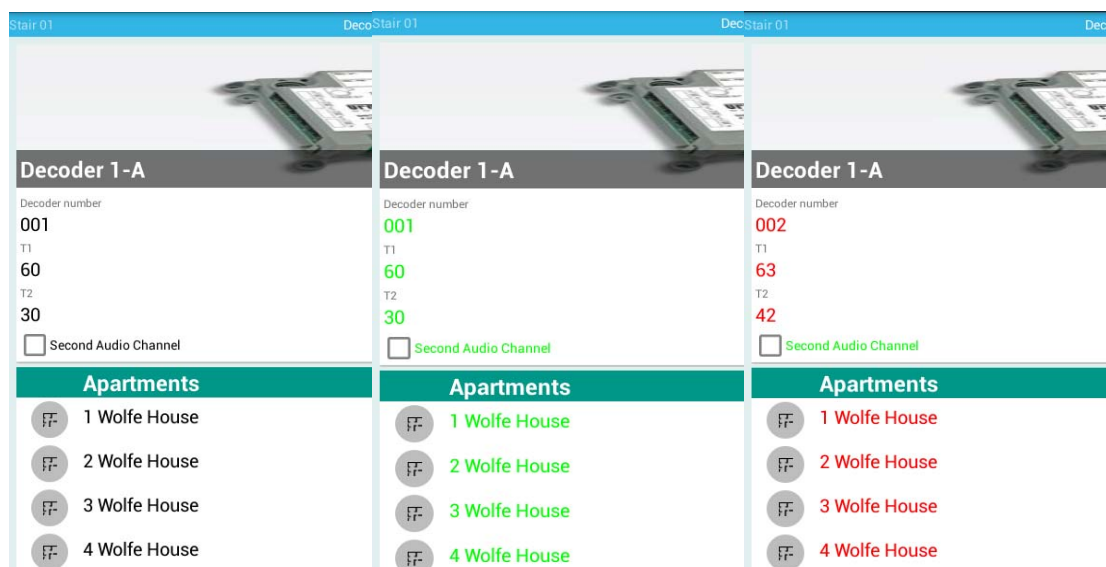 Stair 01
Deco
Decoder 1-A
Decoder number
001
T1
60
T2
30
Second Audio Channel
Apartments
1 Wolfe House
2 Wolfe House
3 Wolfe House
4 Wolfe House
Stair 01
Dec
Decoder 1-A
Decoder number
001
T1
60
T2
30
Second Audio Channel
Apartments
1 Wolfe House
2 Wolfe House
3 Wolfe House
4 Wolfe House
Stair 01
Dec
Decoder 1-A
Decoder number
002
T1
63
T2
42
Second Audio Channel
Apartments
1 Wolfe House
2 Wolfe House
3 Wolfe House
4 Wolfe House